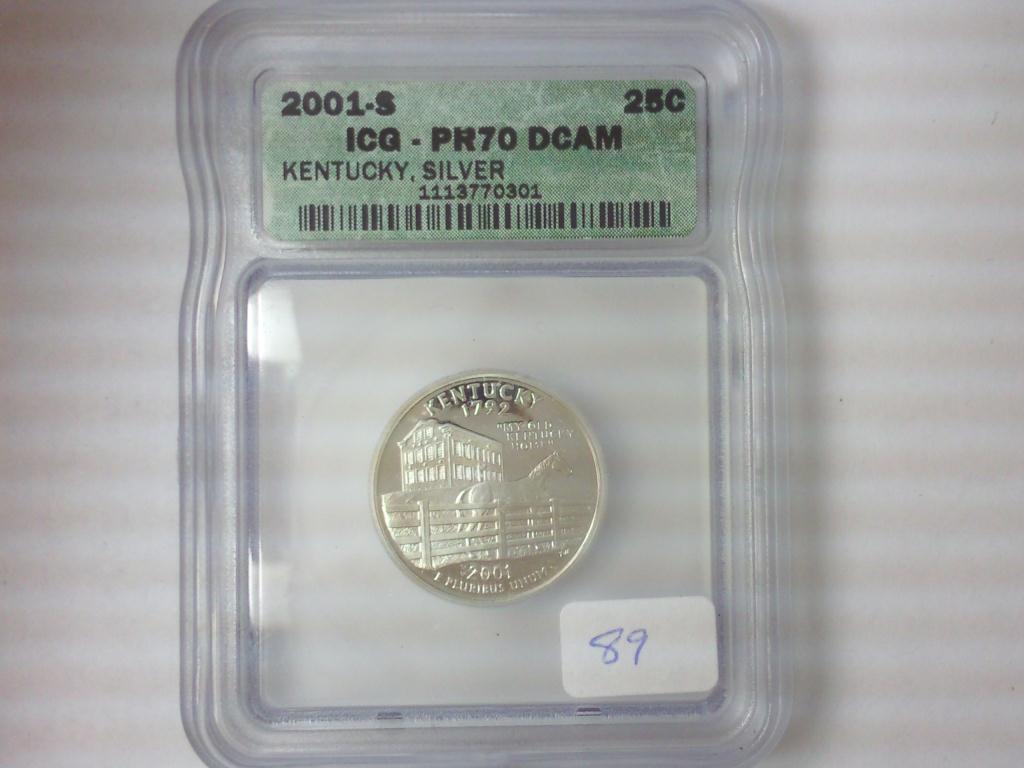 2001-S 25C
ICG - PR70 DCAM
KENTUCKY, SILVER
1113770301
KENTUCKY
1792
"MY OLD
KENTUCKY
HOME"
2001
E PLURIBUS UNUM
89